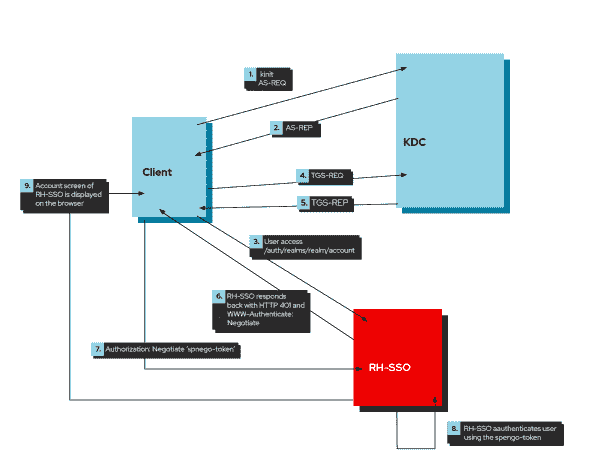 1. kinit
AS-REQ
2. AS-REP
KDC
Client
4. TGS-REQ
5. TGS-REP
9. Account screen of
RH-SSO is displayed
on the browser
3. User access
/auth/realms/realm/account
6. RH-SSO responds
back with HTTP 401 and
WWW-Authenticate:
Negotiate
7. Authorization: Negotiate 'spnego-token'
RH-SSO
8. RH-SSO aauthenticates user
using the spengo-token